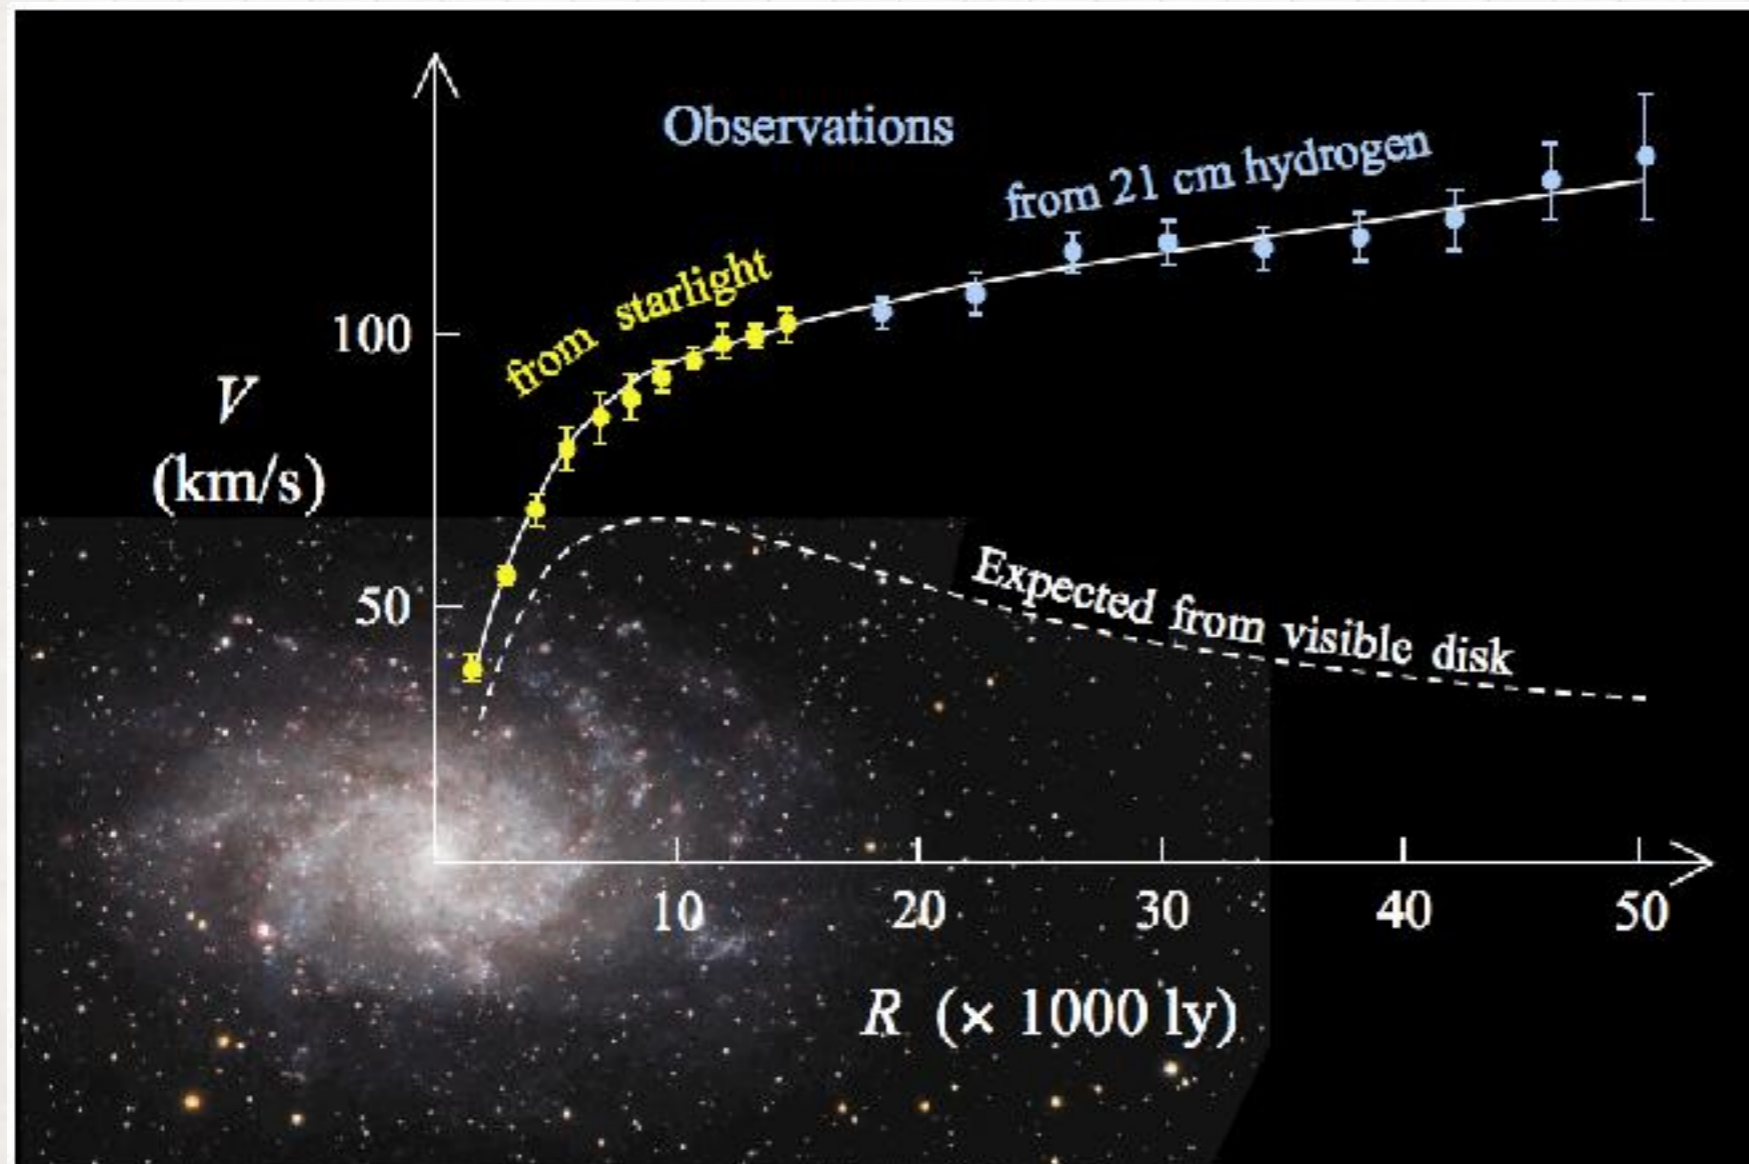 Observations
from 21 cm hydrogen
from starlight
100
V
(km/s)
50
Expected from visible disk
10
20
30
40
50
R (× 1000 ly)